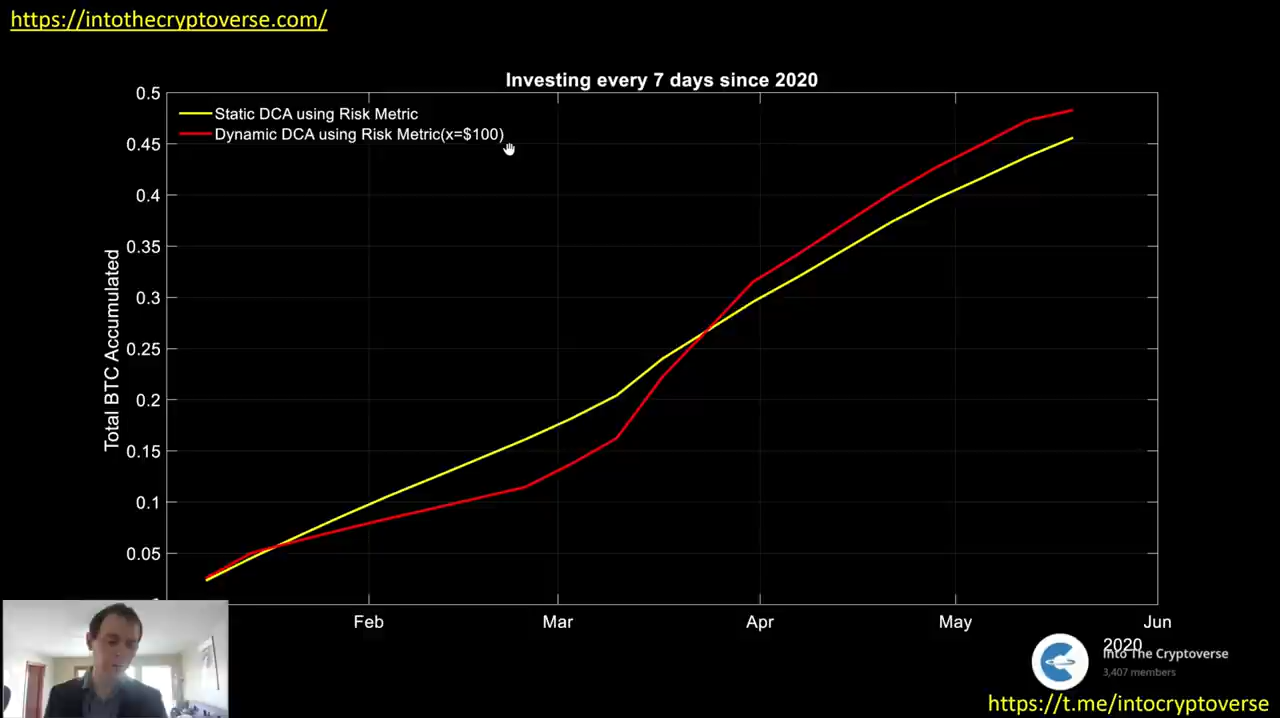 https://intothecryptoverse.com/
Investing every 7 days since 2020
Static DCA using Risk Metric
Dynamic DCA using Risk Metric(x=$100)
Total BTC Accumulated
0.5
0.45
0.4
0.35
0.3
0.25
0.2
0.15
0.1
0.05
Feb Mar Apr May Jun
2020
Into The Cryptoverse
3,407 members
https://t.me/intocryptoverse